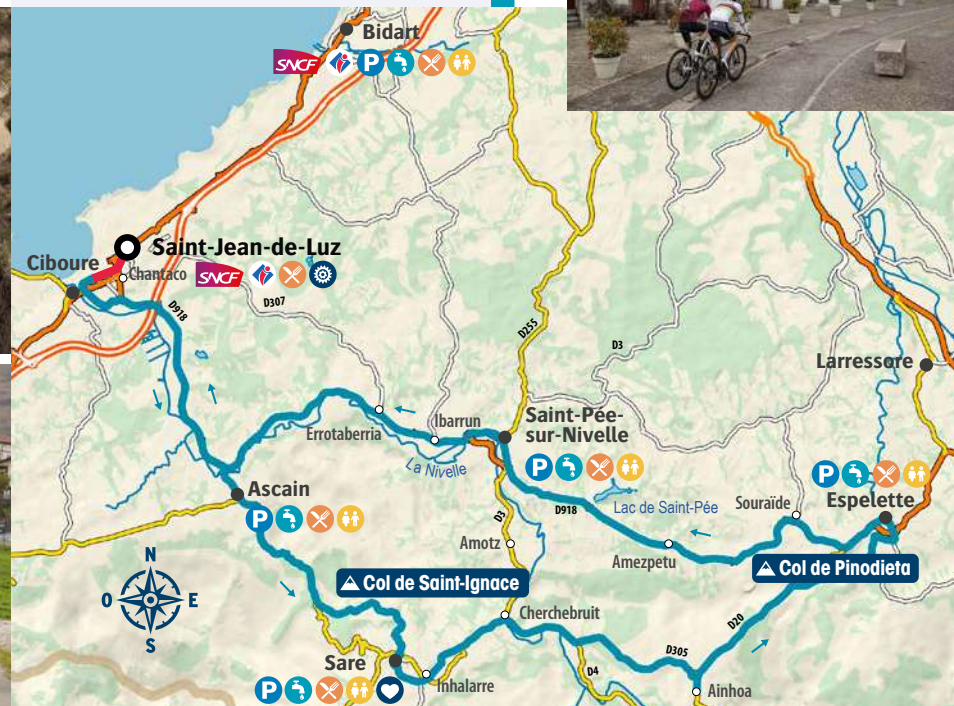 Bidart
SNCF P
Saint-Jean-de-Luz
Ciboure
Chantaco
SNCF
D918
D307
D255
D3
Larressore
Errotaberria
Ibarrun
Saint-Pée-
sur-Nivelle
La Nivelle
P
P
Ascain
P
D3
D918
Lac de Saint-Pée
Souraïde
Espelette
Amotz
Amezpetu
Col de Pinodieta
N
O E
S
Col de Saint-Ignace
Cherchebruit
D20
Sare
Inhalarre
D305
D4
Ainhoa
P